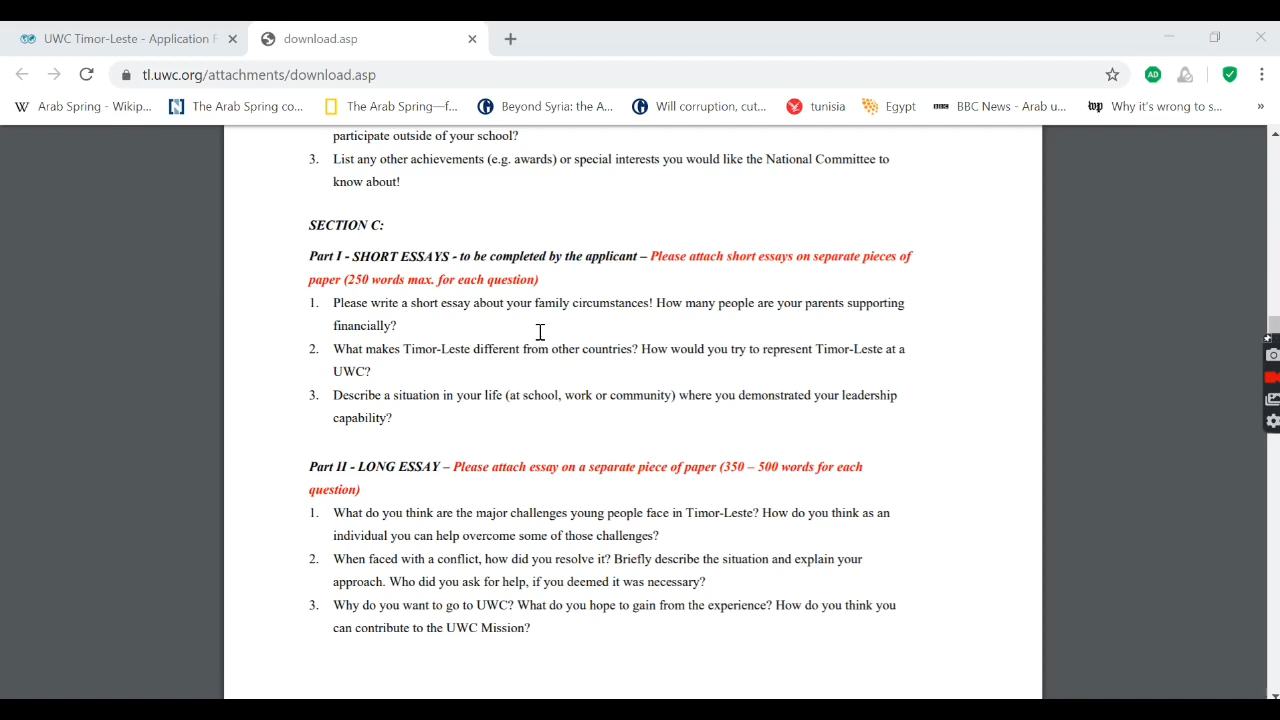 UWC Timor-Leste - Application F
download.asp
tl.uwc.org/attachments/download.asp
AD
W Arab Spring - Wikip...
The Arab Spring co...
The Arab Spring—f...
Beyond Syria: the A...
Will corruption, cut...
tunisia
Egypt
BBC News - Arab u...
wp Why it's wrong to s...
»
participate outside of your school?
3. List any other achievements (e.g. awards) or special interests you would like the National Committee to
know about!
SECTION C:
Part I - SHORT ESSAYS - to be completed by the applicant – Please attach short essays on separate pieces of
paper (250 words max. for each question)
1. Please write a short essay about your family circumstances! How many people are your parents supporting
financially?
2. What makes Timor-Leste different from other countries? How would you try to represent Timor-Leste at a
UWC?
3. Describe a situation in your life (at school, work or community) where you demonstrated your leadership
capability?
Part II - LONG ESSAY – Please attach essay on a separate piece of paper (350 – 500 words for each
question)
1. What do you think are the major challenges young people face in Timor-Leste? How do you think as an
individual you can help overcome some of those challenges?
2. When faced with a conflict, how did you resolve it? Briefly describe the situation and explain your
approach. Who did you ask for help, if you deemed it was necessary?
3. Why do you want to go to UWC? What do you hope to gain from the experience? How do you think you
can contribute to the UWC Mission?